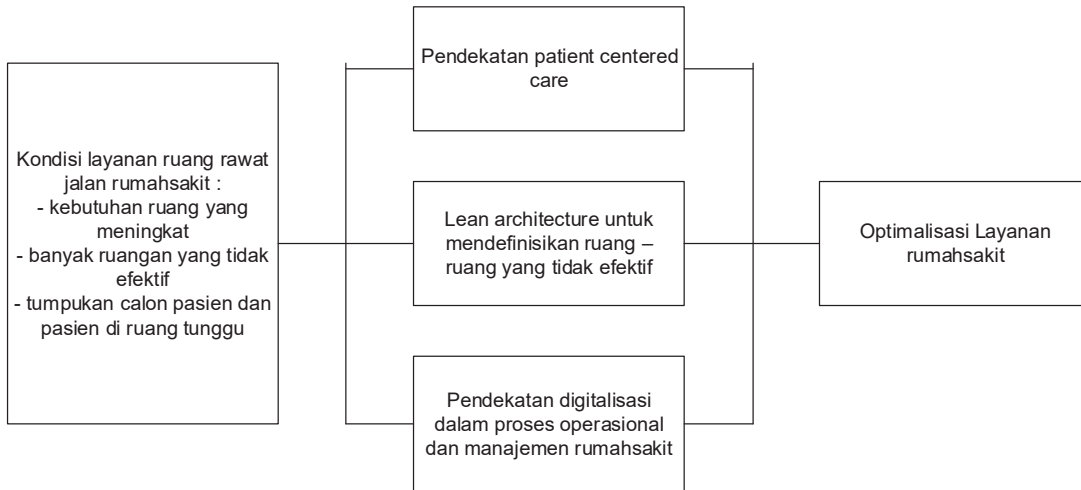 Kondisi layanan ruang rawat
jalan rumahsakit :
- kebutuhan ruang yang
meningkat
- banyak ruangan yang tidak
efektif
- tumpukan calon pasien dan
pasien di ruang tunggu
Pendekatan patient centered
care
Lean architecture untuk
mendefinisikan ruang –
ruang yang tidak efektif
Pendekatan digitalisasi
dalam proses operasional
dan manajemen rumahsakit
Optimalisasi Layanan
rumahsakit